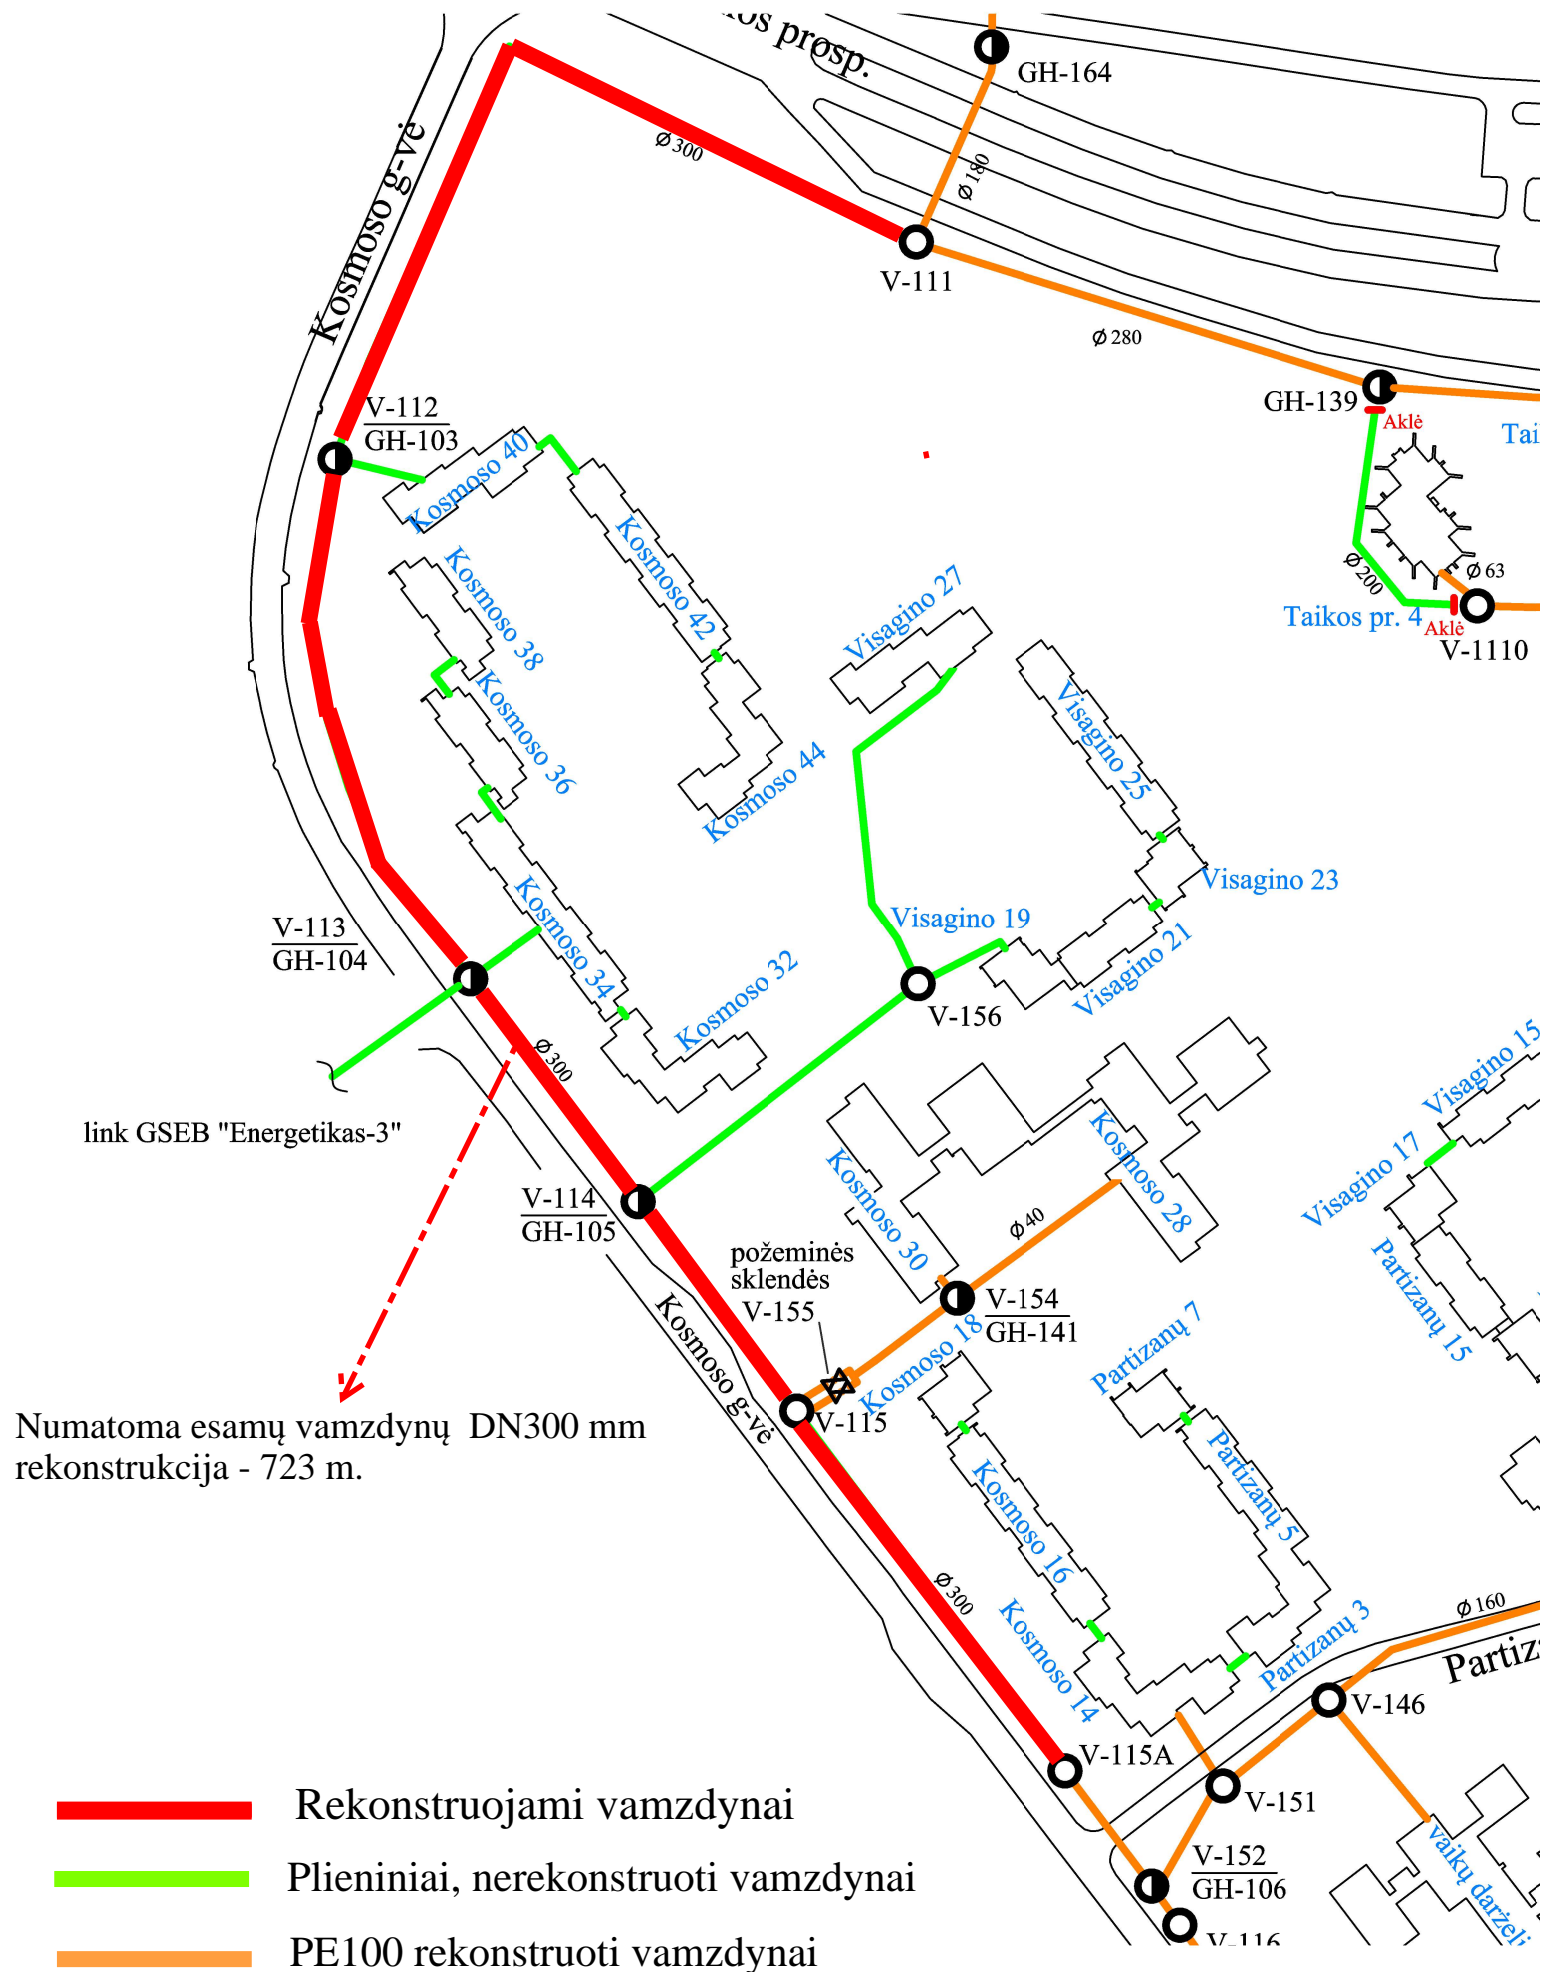 prosp.
GH-164
Kosmoso g-vė
Ø 300
Ø 180
V-111
Ø 280
GH-139
Aklė
V-112
GH-103
Kosmoso 40
Kosmoso 42
Kosmoso 38
Kosmoso 36
Kosmoso 44
Visagino 27
Visagino 25
Ø 200
Ø 63
Taikos pr. 4
Aklė
V-1110
Visagino 23
Visagino 19
Visagino 21
V-113
GH-104
Kosmoso 34
Kosmoso 32
V-156
Ø 300
link GSEB "Energetikas-3"
Visagino 15
Visagino 17
Partizanų 15
V-114
GH-105
Kosmoso 30
Kosmoso 28
Ø 40
požeminės
sklendės
V-155
V-154
GH-141
Kosmoso g-vė
Kosmoso 18
Partizanų 7
V-115
Numatoma esamų vamzdynų DN300 mm
rekonstrukcija - 723 m.
Kosmoso 16
Partizanų 5
Ø 300
Kosmoso 14
Partizanų 3
Ø 160
V-146
V-115A
V-151
V-152
GH-106
V-116
vaikų darželi
Rekonstruojami vamzdynai
Plieniniai, nerekonstruoti vamzdynai
PE100 rekonstruoti vamzdynai